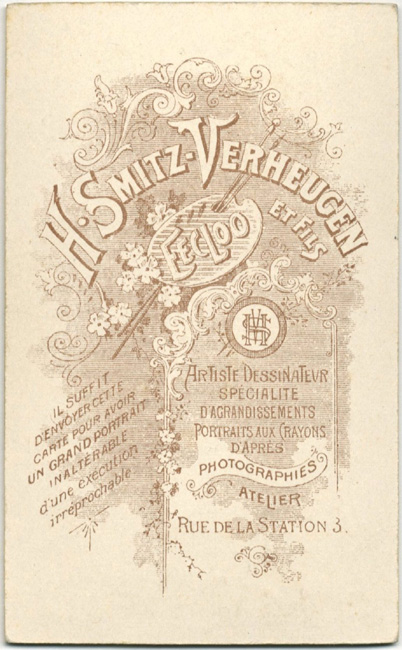 H. SMITZ-VERHEUGEN
ET FILS
EECLOO
HVS
ARTISTE DESSINATEUR
SPÉCIALITÉ
D'AGRANDISSEMENTS
PORTRAITS AUX CRAYONS
D'APRÈS
PHOTOGRAPHIES
ATELIER
RUE DE LA STATION 3.
IL SUFFIT
D'ENVOYER CETTE
CARTE POUR AVOIR
UN GRAND PORTRAIT
INALTÉRABLE
d'une exécution
irréprochable